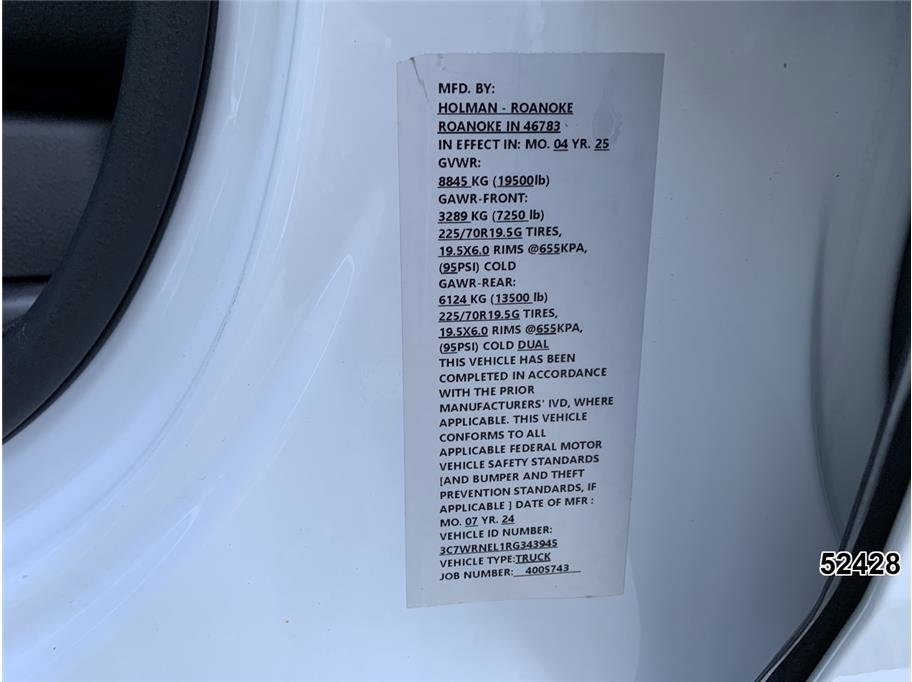 MFD. BY:
HOLMAN - ROANOKE
ROANOKE IN 46783
IN EFFECT IN: MO. 04 YR. 25
GVWR:
8845 KG (19500lb)
GAWR-FRONT:
3289 KG (7250 lb)
225/70R19.5G TIRES,
19.5X6.0 RIMS @655KPA,
(95PSI) COLD
GAWR-REAR:
6124 KG (13500 lb)
225/70R19.5G TIRES,
19.5X6.0 RIMS @655KPA,
(95PSI) COLD DUAL
THIS VEHICLE HAS BEEN
COMPLETED IN ACCORDANCE
WITH THE PRIOR
MANUFACTURERS' IVD, WHERE
APPLICABLE. THIS VEHICLE
CONFORMS TO ALL
APPLICABLE FEDERAL MOTOR
VEHICLE SAFETY STANDARDS
[AND BUMPER AND THEFT
PREVENTION STANDARDS, IF
APPLICABLE ] DATE OF MFR :
MO. 07 YR. 24
VEHICLE ID NUMBER:
3C7WRNEL1RG343945
VEHICLE TYPE:TRUCK
JOB NUMBER: 4005743
52428